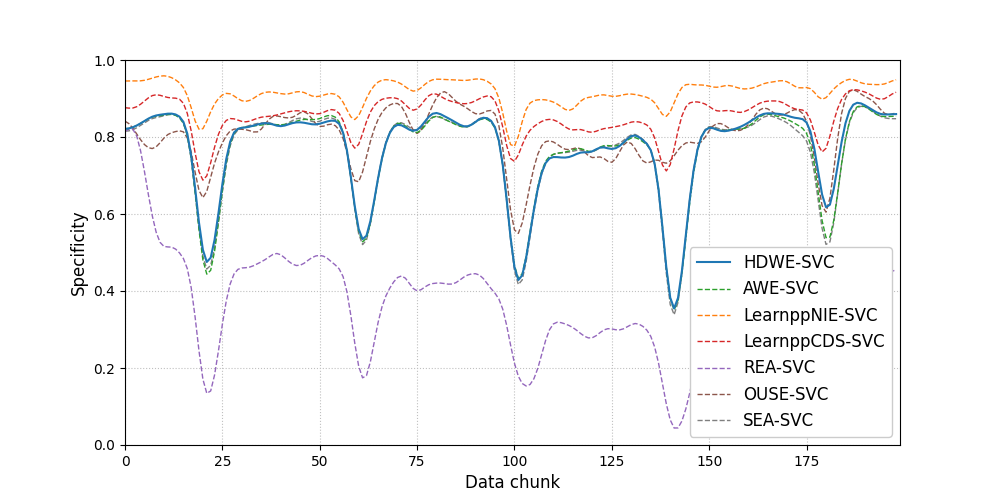 1.0
0.8
0.6
0.4
0.2
0.0
Specificity
0
25
50
75
100
125
150
175
Data chunk
HDWE-SVC
AWE-SVC
LearnppNIE-SVC
LearnppCDS-SVC
REA-SVC
OUSE-SVC
SEA-SVC